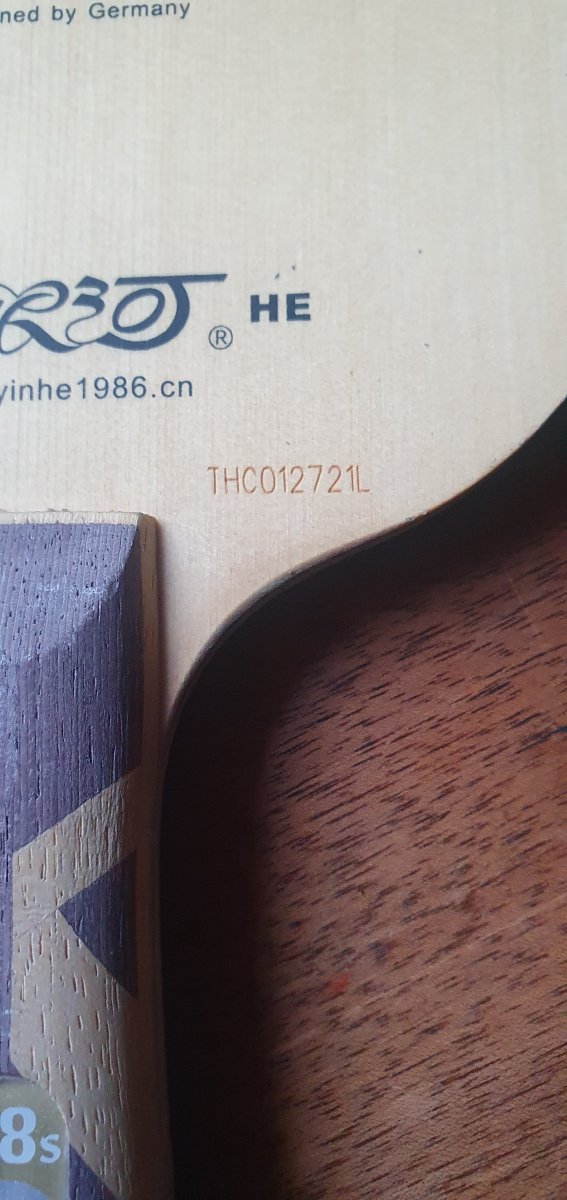 ned by Germany
® HE
yinhe1986.cn
THC012721L
8s